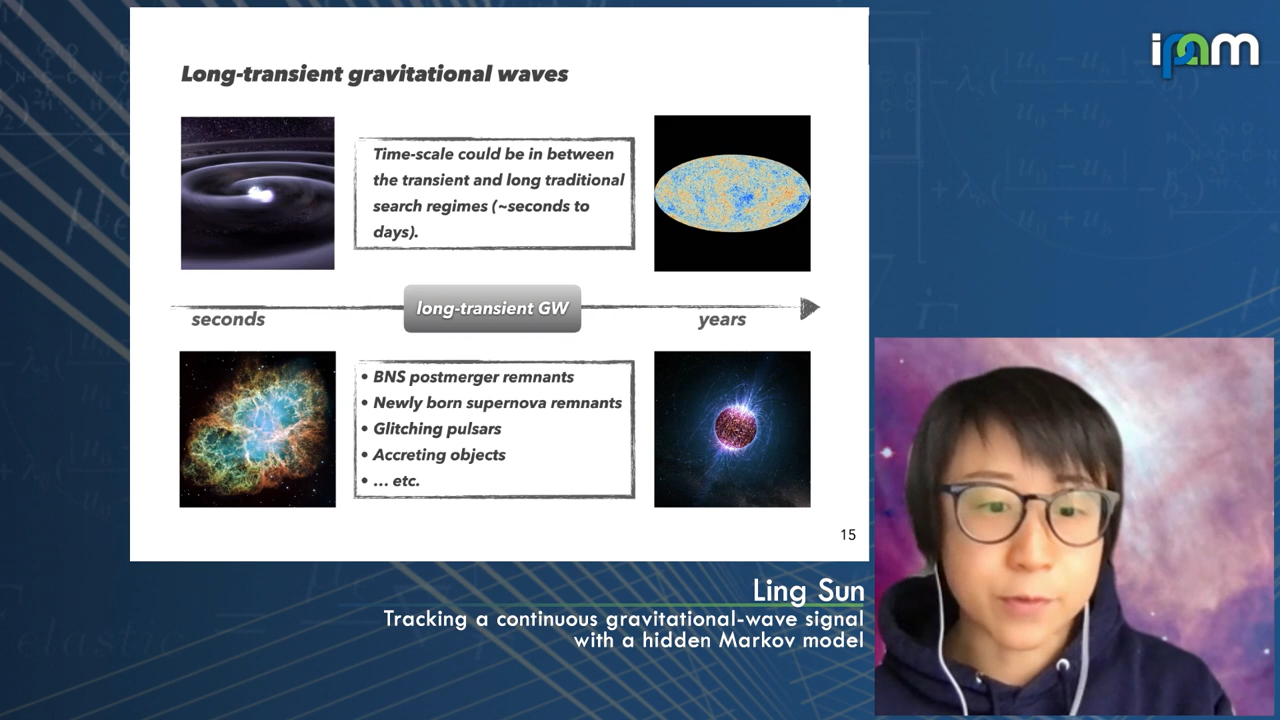 ipam
Long-transient gravitational waves
Time-scale could be in between
the transient and long traditional
search regimes (~seconds to
days).
seconds
long-transient GW
years
• BNS postmerger remnants
• Newly born supernova remnants
• Glitching pulsars
• Accreting objects
• ... etc.
15
Ling Sun
Tracking a continuous gravitational-wave signal
with a hidden Markov model